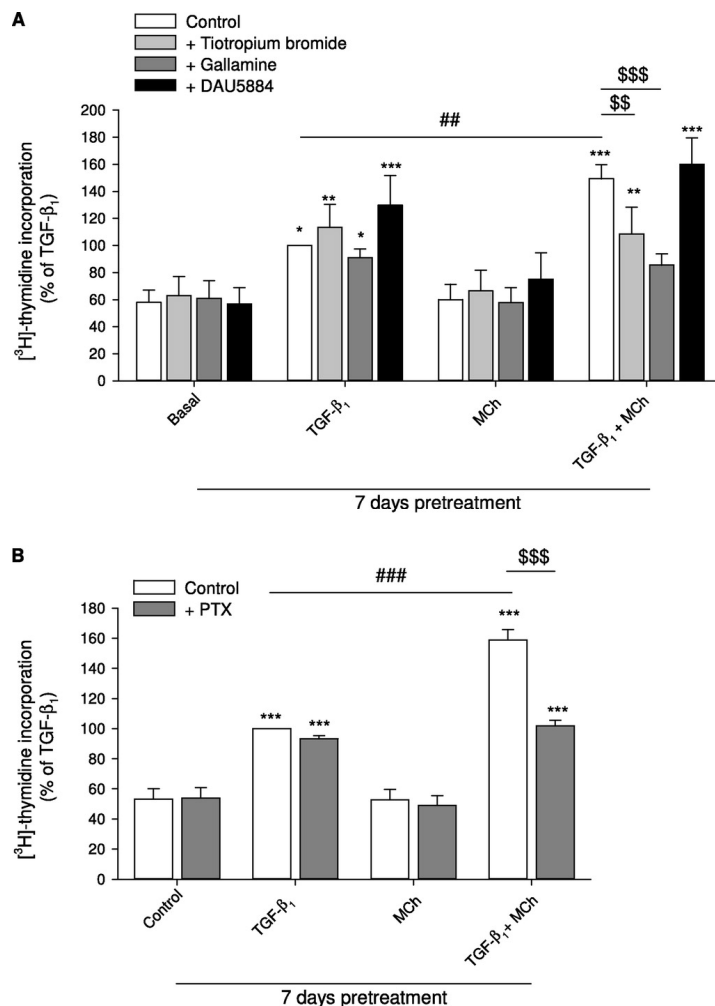 A
Control
+ Tiotropium bromide
+ Gallamine
+ DAU5884
$$$
$$
##
***
***
***
**
**
*
*
200
180
160
140
120
100
80
60
40
20
0
[³H]-thymidine incorporation
(% of TGF-β₁)
Basal
TGF-β₁
MCh
TGF-β₁ + MCh
7 days pretreatment
B
Control
+ PTX
$$$
###
***
***
***
***
180
160
140
120
100
80
60
40
20
0
[³H]-thymidine incorporation
(% of TGF-β₁)
Control
TGF-β₁
MCh
TGF-β₁+ MCh
7 days pretreatment